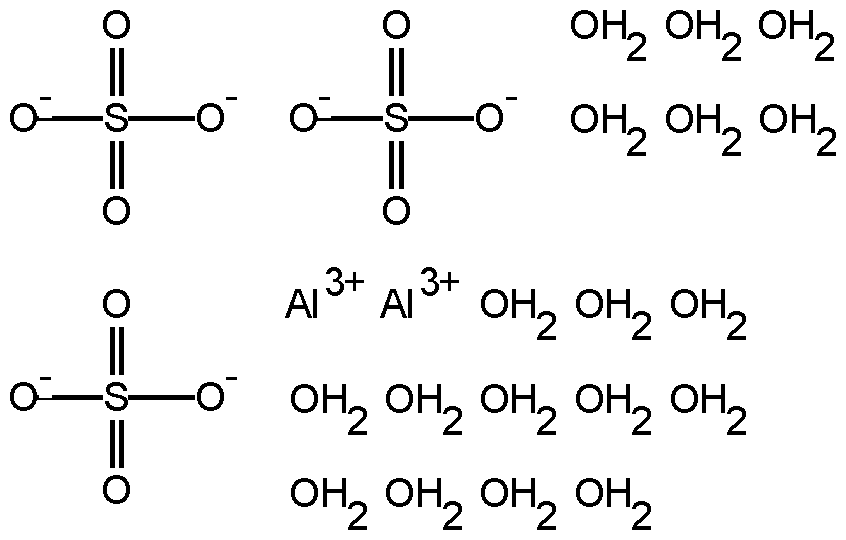 O O OH2 OH2 OH2
O- S O- O- S O- OH2 OH2 OH2
O O
O Al3+ Al3+ OH2 OH2 OH2
O- S O- OH2 OH2 OH2 OH2 OH2
O OH2 OH2 OH2 OH2